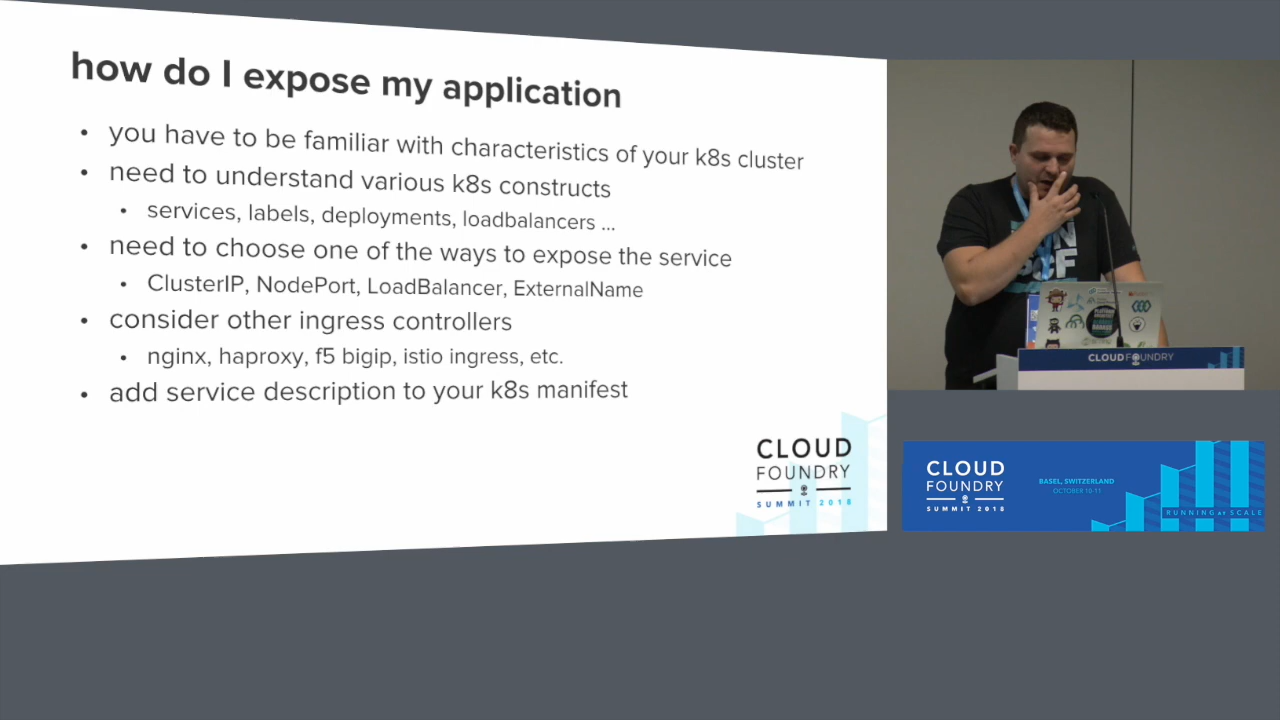 how do I expose my application
• you have to be familiar with characteristics of your k8s cluster
• need to understand various k8s constructs
• services, labels, deployments, loadbalancers ...
• need to choose one of the ways to expose the service
• ClusterIP, NodePort, LoadBalancer, ExternalName
• consider other ingress controllers
• nginx, haproxy, f5 bigip, istio ingress, etc.
• add service description to your k8s manifest
CLOUD
FOUNDRY
SUMMIT 2018
CLOUD FOUNDRY
CLOUD
FOUNDRY
SUMMIT 2018
BASEL, SWITZERLAND
OCTOBER 10-11
RUNNING AT SCALE